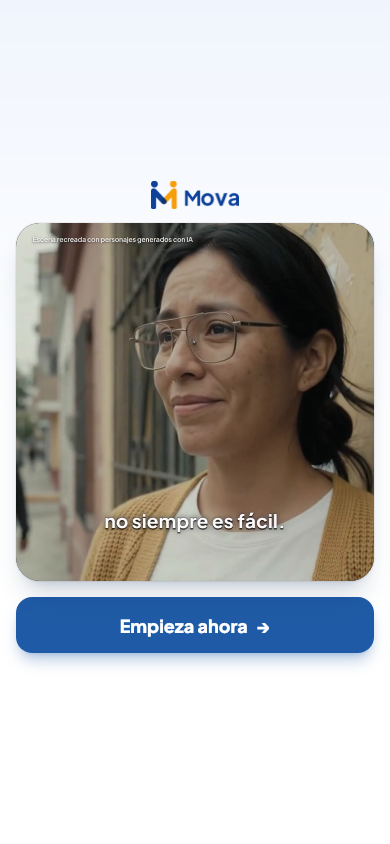 Mova
Escena recreada con personajes generados con IA
no siempre es fácil.
Empieza ahora →